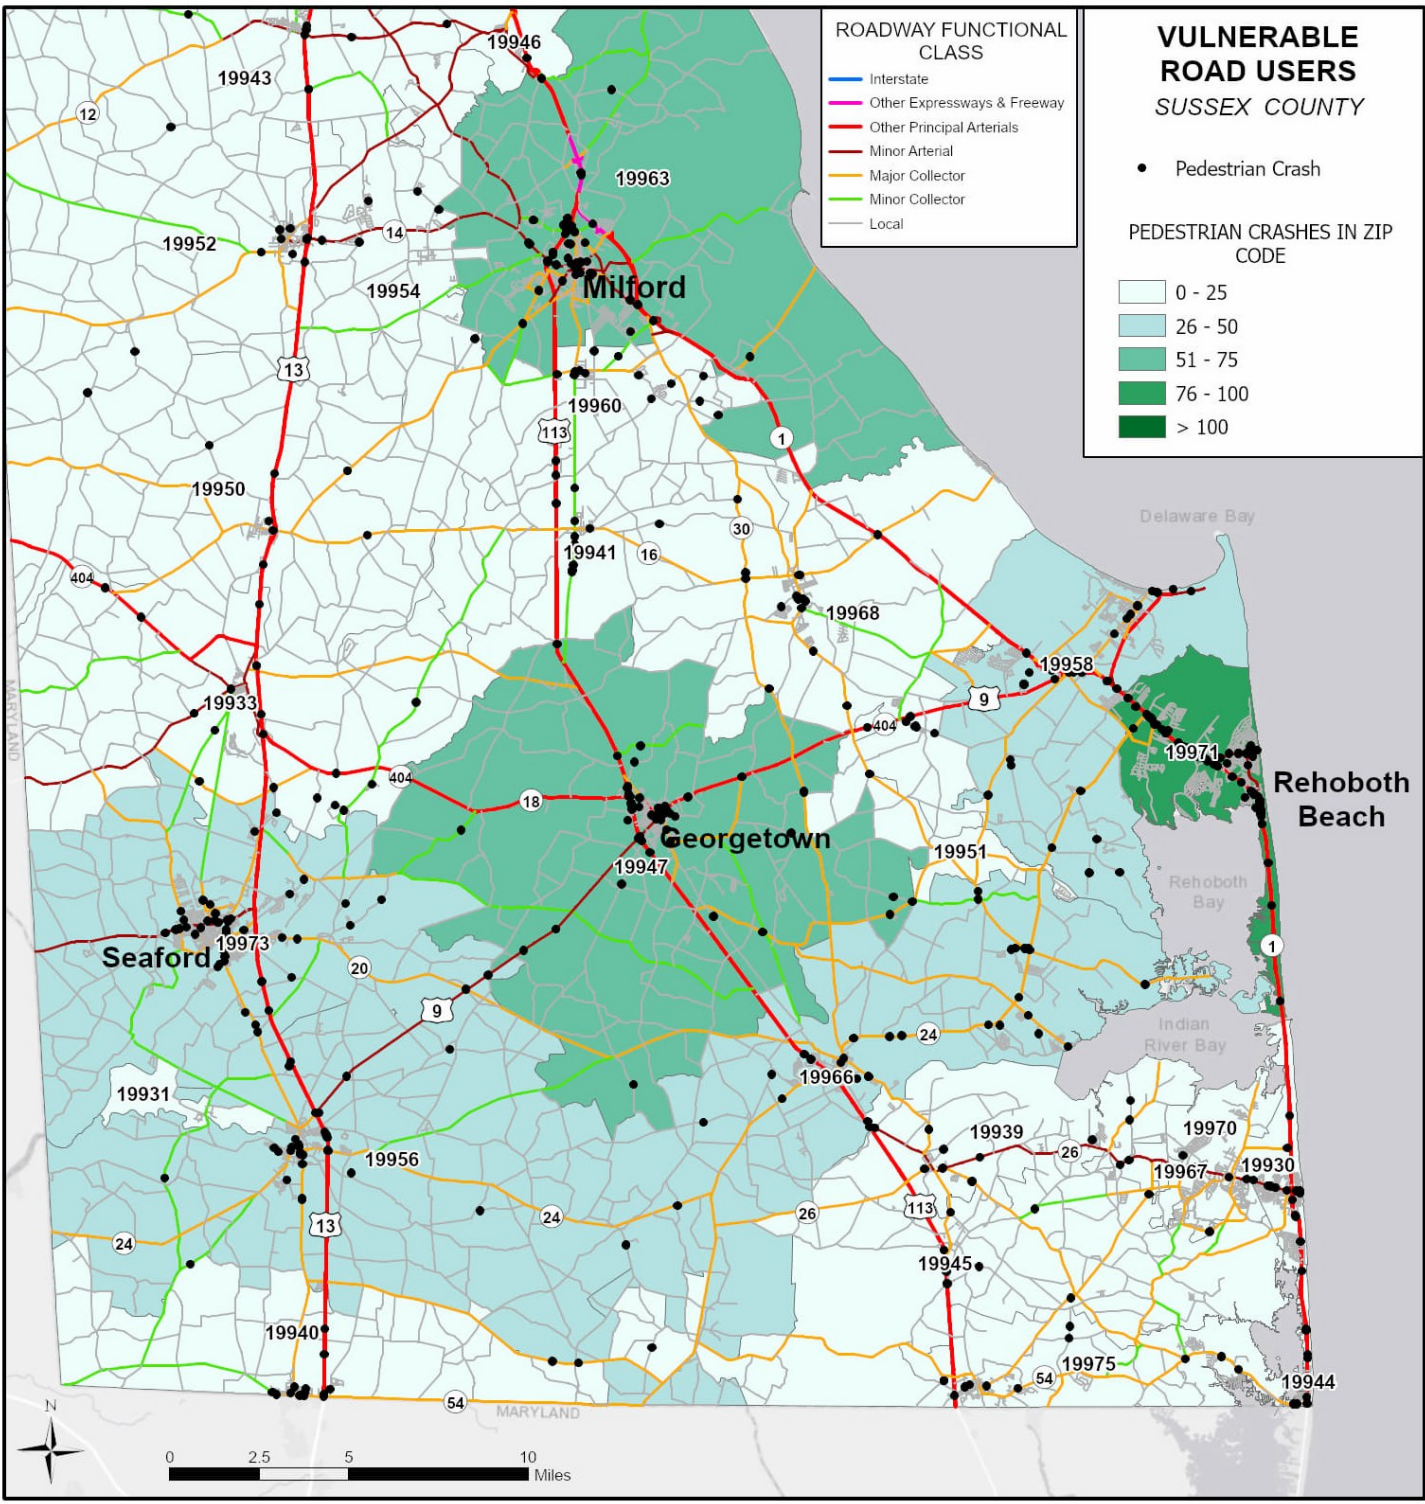 ROADWAY FUNCTIONAL
CLASS
Interstate
Other Expressways & Freeway
Other Principal Arterials
Minor Arterial
Major Collector
Minor Collector
Local
VULNERABLE
ROAD USERS
SUSSEX COUNTY
Pedestrian Crash
PEDESTRIAN CRASHES IN ZIP
CODE
0 - 25
26 - 50
51 - 75
76 - 100
> 100
19946
19943
12
19963
14
19952
19954
Milford
13
19960
113
1
19950
30
Delaware Bay
16
19941
404
19968
19958
MARYLAND
19933
9
404
19971
404
18
Rehoboth
Beach
Georgetown
19951
19947
Rehoboth
Bay
19973
Seaford
1
20
9
24
Indian
River Bay
19966
19931
19939
19970
26
19956
19967
19930
113
26
24
13
24
19945
19940
19975
54
19944
54
MARYLAND
N
0 2.5 5 10
Miles